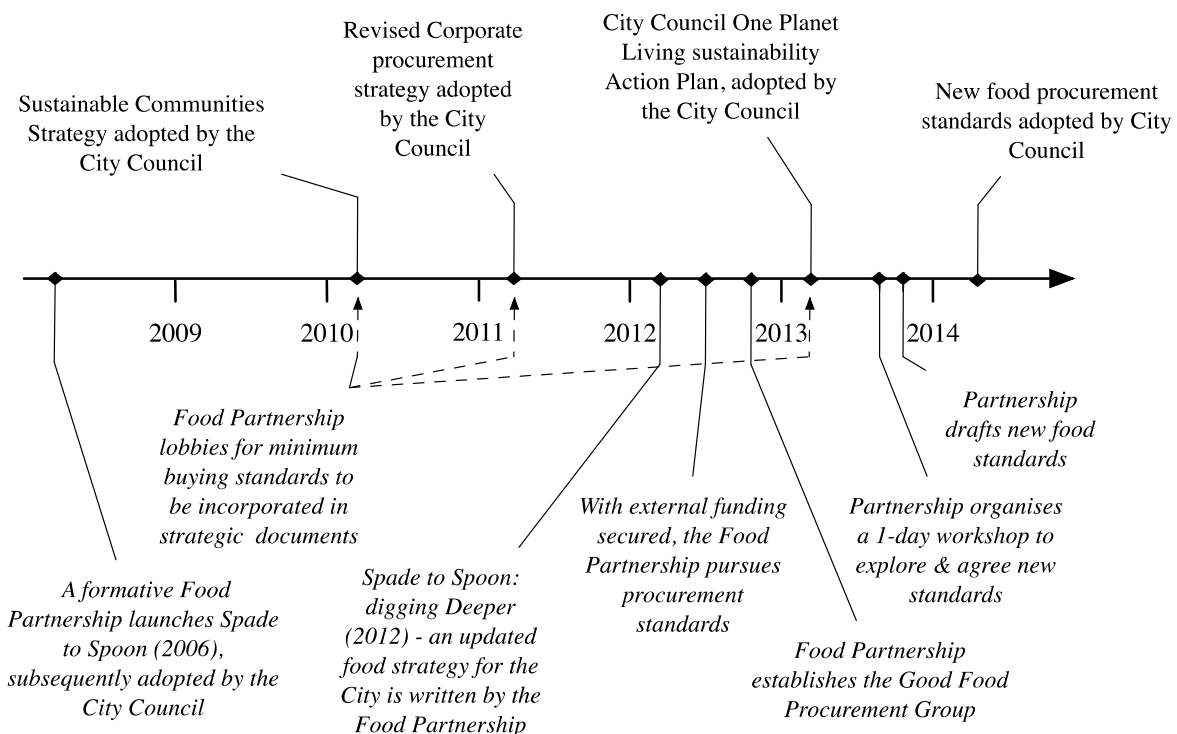 Sustainable Communities
Strategy adopted by the
City Council
Revised Corporate
procurement
strategy adopted
by the City
Council
City Council One Planet
Living sustainability
Action Plan, adopted by
the City Council
New food procurement
standards adopted by City
Council
2009
2010
2011
2012
2013
2014
A formative Food
Partnership launches Spade
to Spoon (2006),
subsequently adopted by the
City Council
Food Partnership
lobbies for minimum
buying standards to
be incorporated in
strategic documents
Spade to Spoon:
digging Deeper
(2012) - an updated
food strategy for the
City is written by the
Food Partnership
With external funding
secured, the Food
Partnership pursues
procurement
standards
Food Partnership
establishes the Good Food
Procurement Group
Partnership organises
a 1-day workshop to
explore & agree new
standards
Partnership
drafts new food
standards